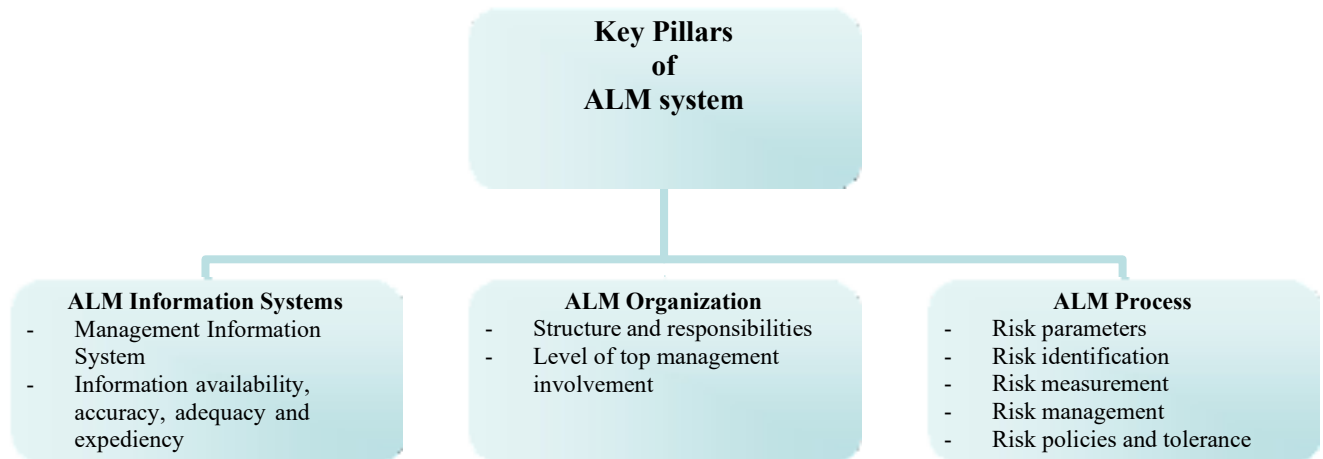 Key Pillars
of
ALM system
ALM Information Systems
- Management Information
System
- Information availability,
accuracy, adequacy and
expediency
ALM Organization
- Structure and responsibilities
- Level of top management
involvement
ALM Process
- Risk parameters
- Risk identification
- Risk measurement
- Risk management
- Risk policies and tolerance